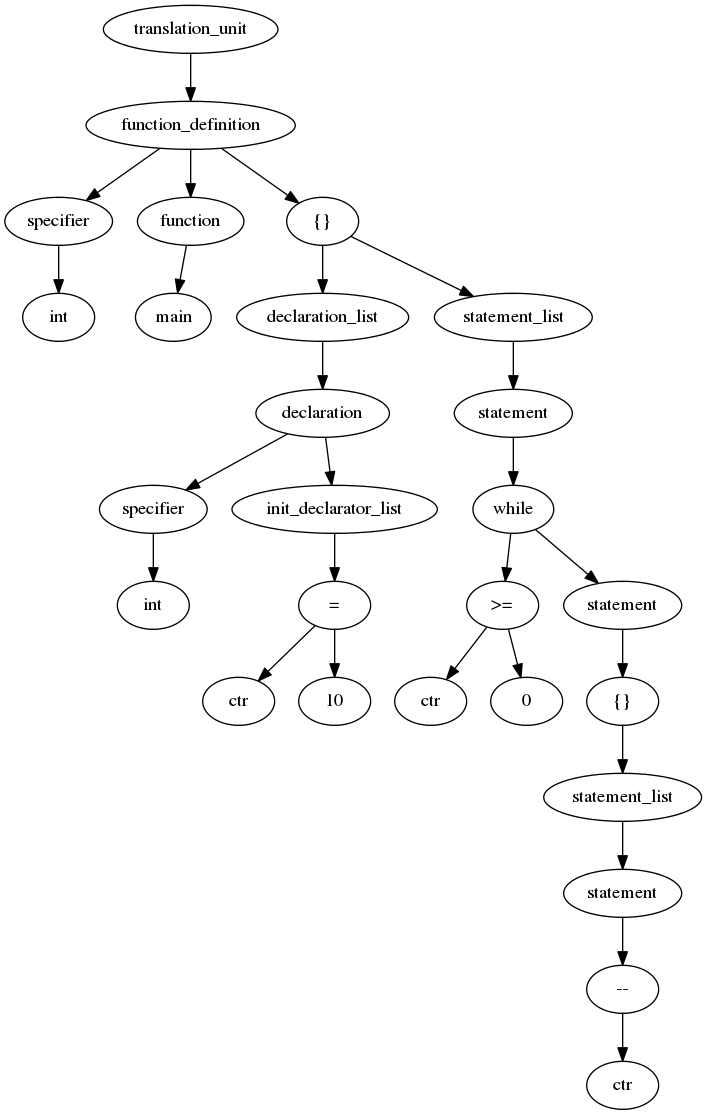 translation_unit
function_definition
specifier function {}
int main declaration_list statement_list
declaration statement
specifier init_declarator_list while
int = >= statement
ctr 10 ctr 0 {}
statement_list
statement
--
ctr